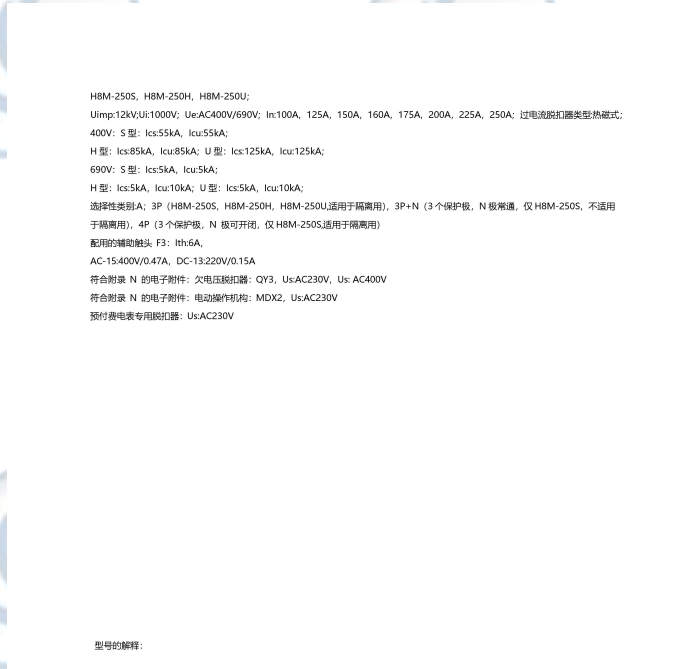 H8M-250S，H8M-250H，H8M-250U；
Uimp:12kV;Ui:1000V；Ue:AC400V/690V；In:100A，125A，150A，160A，175A，200A，225A，250A；过电流脱扣器类型:热磁式；
400V：S 型：Ics:55kA，Icu:55kA；
H 型：Ics:85kA，Icu:85kA；U 型：Ics:125kA，Icu:125kA；
690V：S 型：Ics:5kA，Icu:5kA；
H 型：Ics:5kA，Icu:10kA；U 型：Ics:5kA，Icu:10kA；
选择性类别:A；3P（H8M-250S，H8M-250H，H8M-250U,适用于隔离用），3P+N（3 个保护极，N 极常通，仅 H8M-250S，不适用
于隔离用），4P（3 个保护极，N 极可开闭，仅 H8M-250S,适用于隔离用）
配用的辅助触头 F3：Ith:6A,
AC-15:400V/0.47A，DC-13:220V/0.15A
符合附录 N 的电子附件：欠电压脱扣器：QY3，Us:AC230V，Us: AC400V
符合附录 N 的电子附件：电动操作机构：MDX2，Us:AC230V
预付费电表专用脱扣器：Us:AC230V
型号的解释：